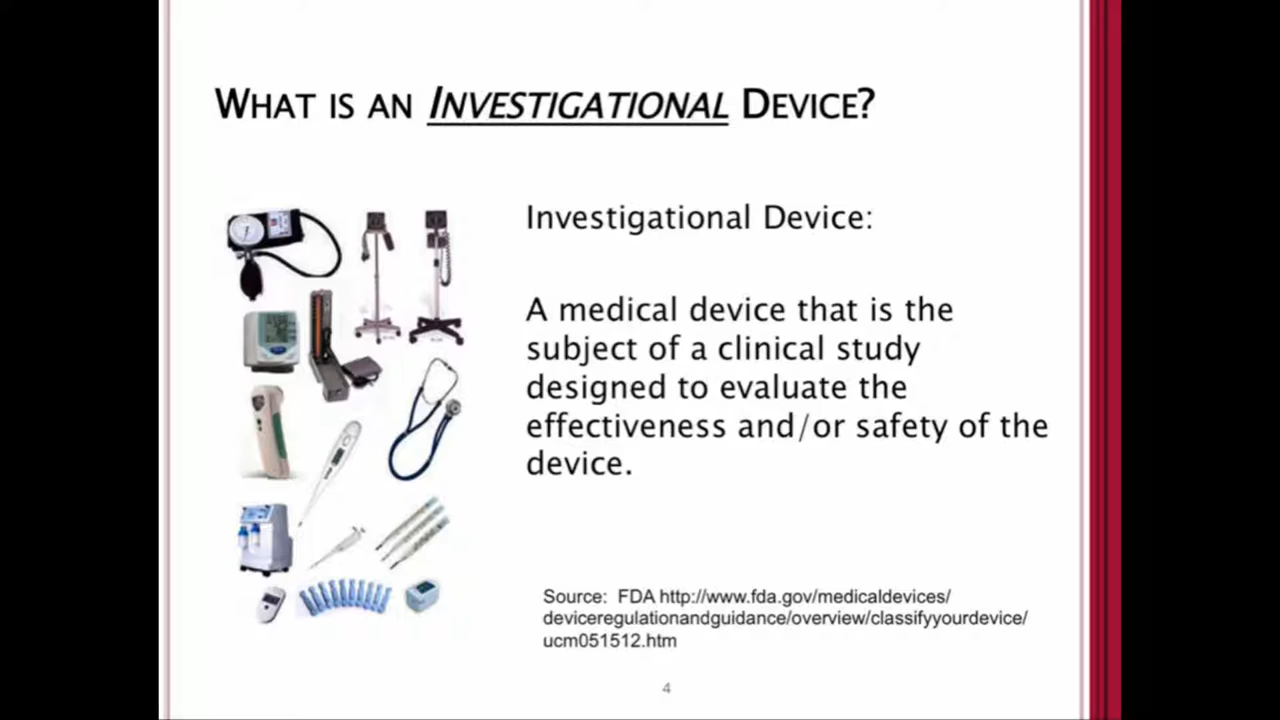 WHAT IS AN INVESTIGATIONAL DEVICE?
Investigational Device:
A medical device that is the
subject of a clinical study
designed to evaluate the
effectiveness and/or safety of the
device.
Source: FDA http://www.fda.gov/medicaldevices/
deviceregulationandguidance/overview/classifyyourdevice/
ucm051512.htm
4